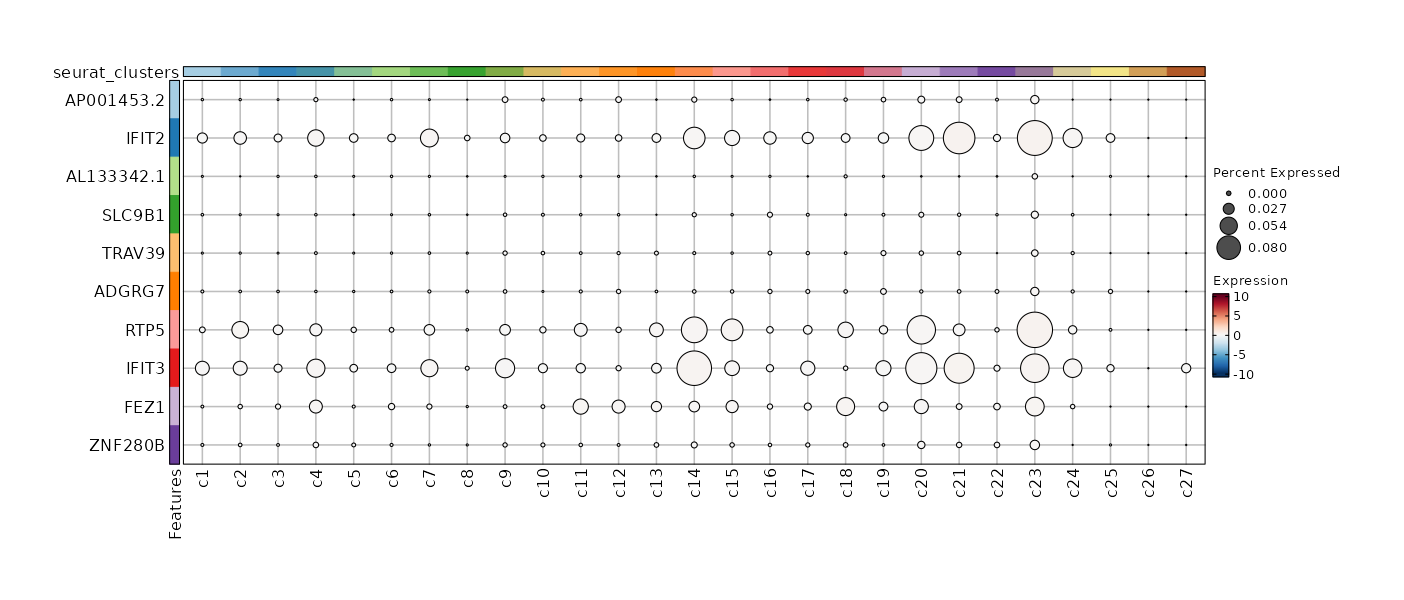 seurat_clusters
AP001453.2
IFIT2
AL133342.1
SLC9B1
TRAV39
ADGRG7
RTP5
IFIT3
FEZ1
ZNF280B
Features
c1 c2 c3 c4 c5 c6 c7 c8 c9 c10 c11 c12 c13 c14 c15 c16 c17 c18 c19 c20 c21 c22 c23 c24 c25 c26 c27
Percent Expressed
0.000
0.027
0.054
0.080
Expression
10
5
0
-5
-10